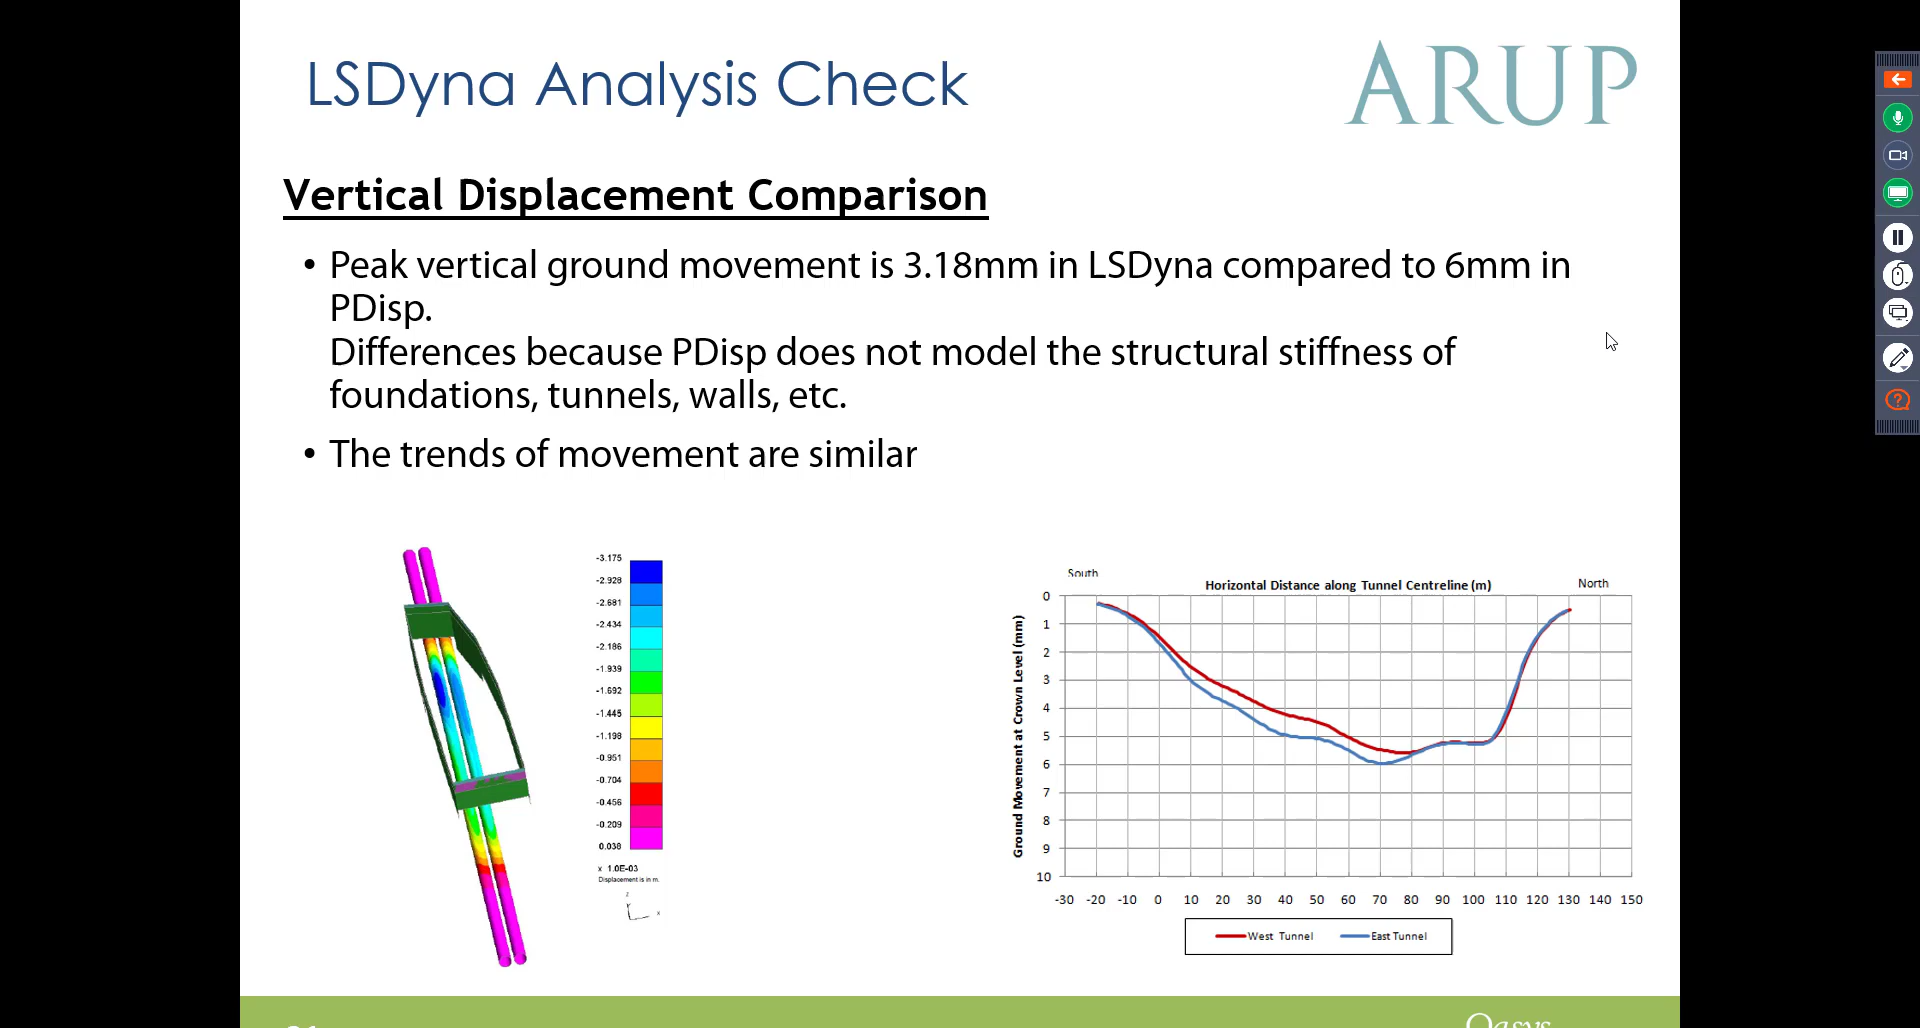 LSDyna Analysis Check
ARUP
Vertical Displacement Comparison
• Peak vertical ground movement is 3.18mm in LSDyna compared to 6mm in
PDisp.
Differences because PDisp does not model the structural stiffness of
foundations, tunnels, walls, etc.
• The trends of movement are similar
-3.175
-2.928
-2.681
-2.434
-2.186
-1.939
-1.692
-1.445
-1.198
-0.951
-0.704
-0.456
-0.209
0.038
x 1.0E-03
Displacement is in m.
South
Horizontal Distance along Tunnel Centreline (m)
North
Ground Movement at Crown Level (mm)
0
1
2
3
4
5
6
7
8
9
10
-30 -20 -10 0 10 20 30 40 50 60 70 80 90 100 110 120 130 140 150
West Tunnel East Tunnel
Oasys